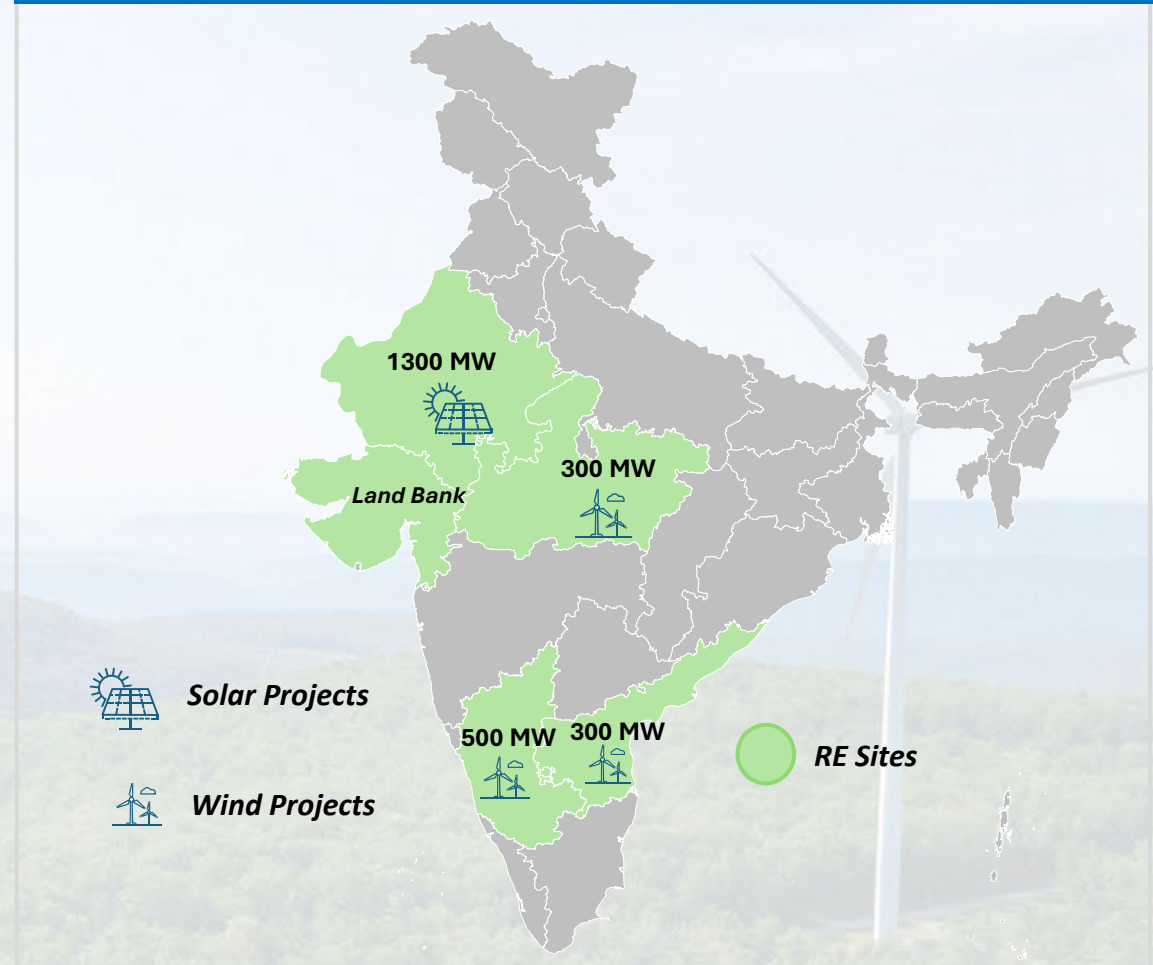 1300 MW
300 MW
Land Bank
Solar Projects
500 MW
300 MW
RE Sites
Wind Projects